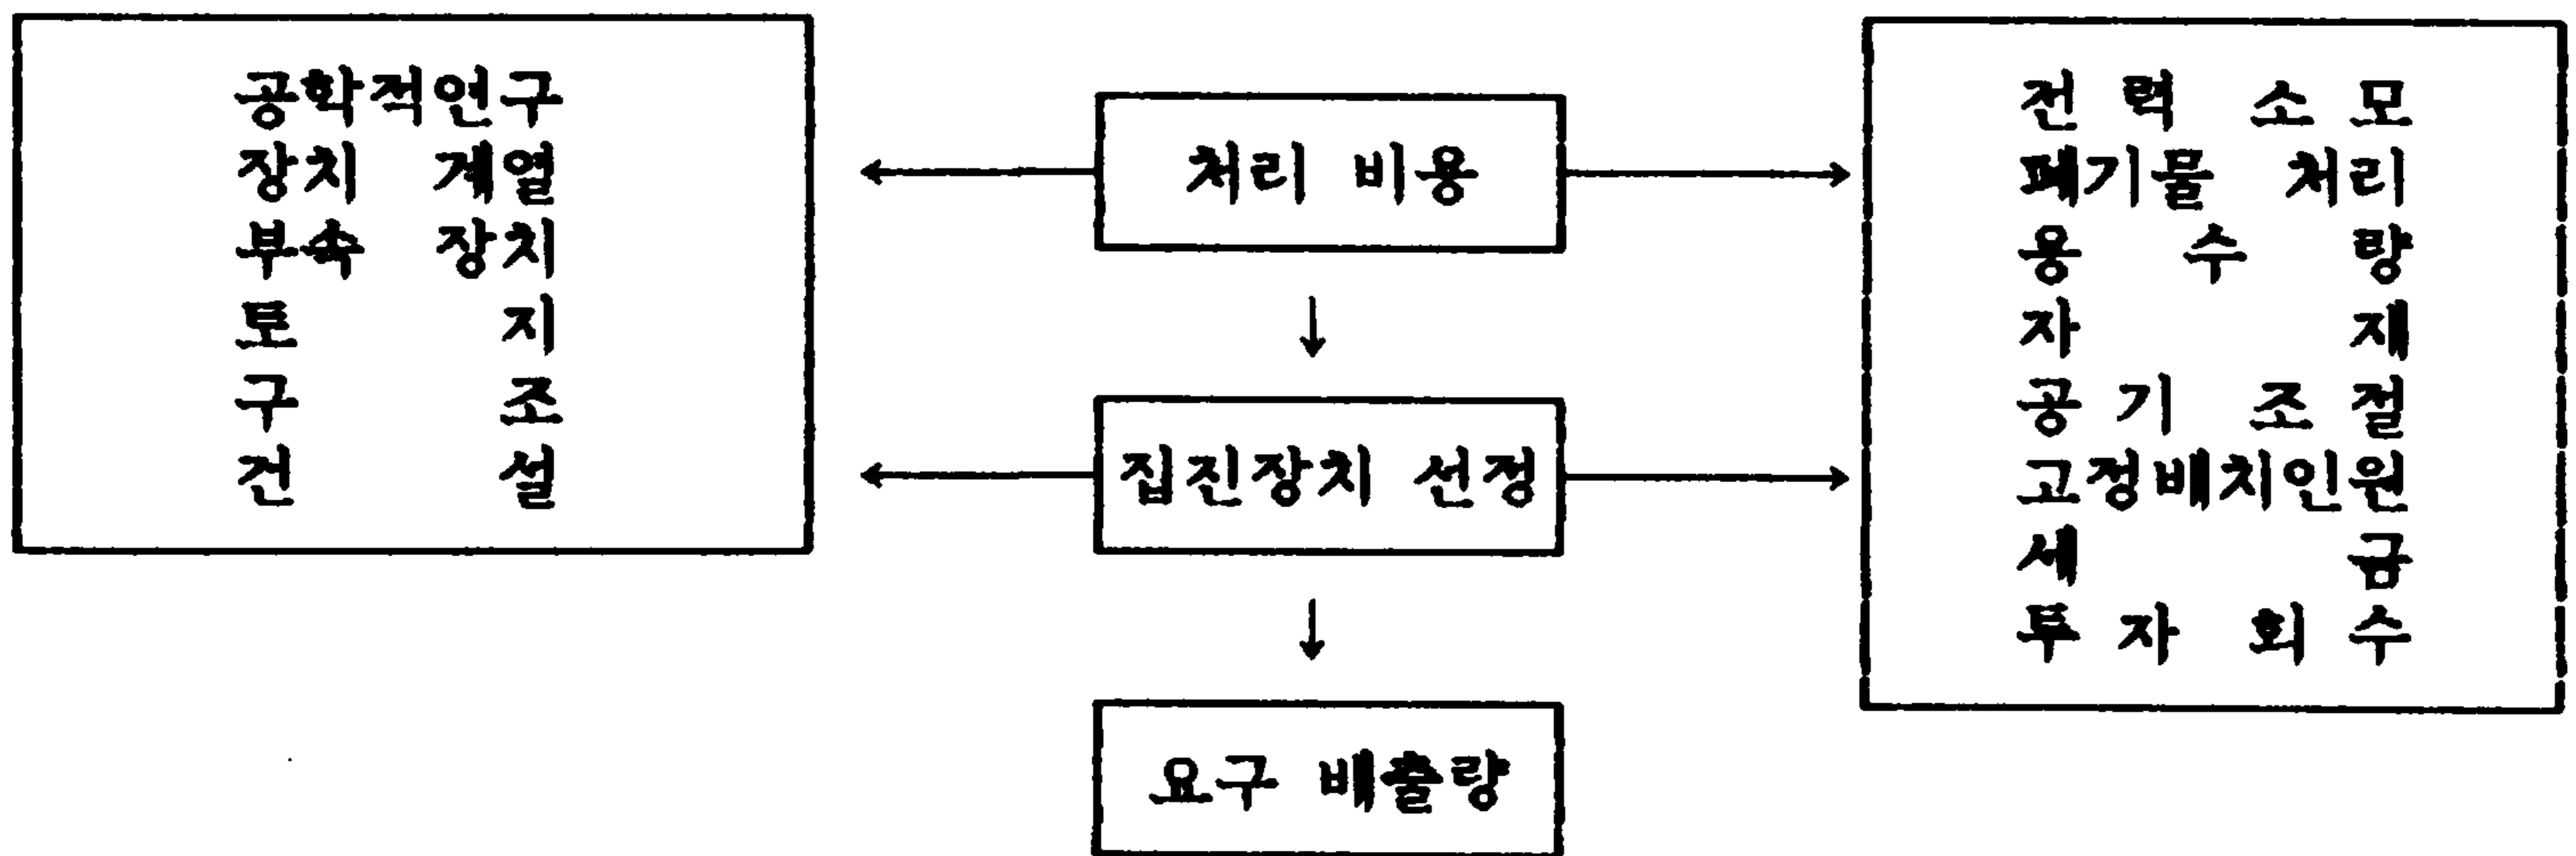 공학적연구
장치 계열
부속 장치
토 지
구 조
건 설
처리 비용
집진장치 선정
요구 배출량
전 력 소 모
폐기물 처리
용 수 량
자 재
공 기 조 절
고정배치인원
세 금
투 자 회 수